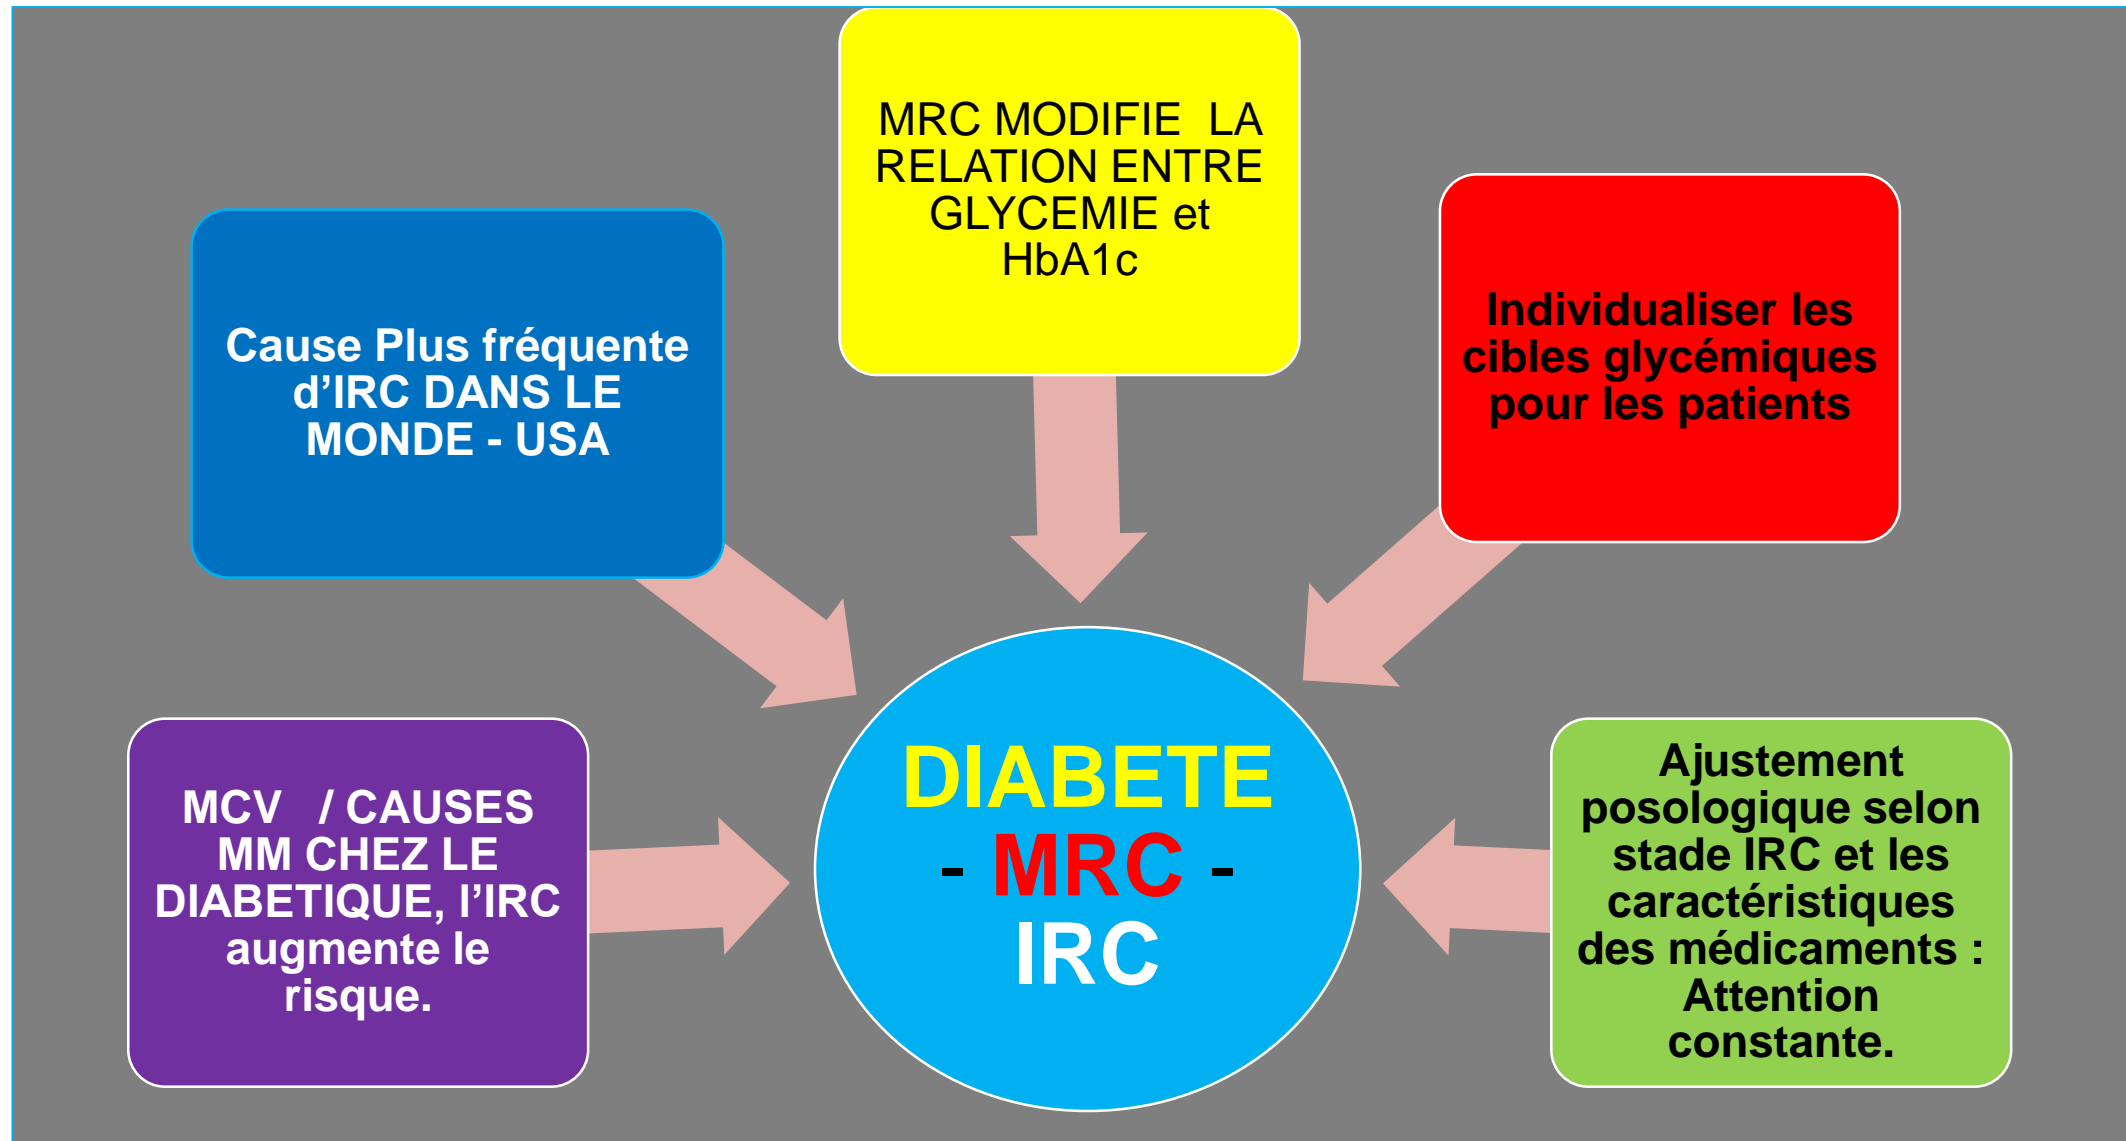 MRC MODIFIE LA
RELATION ENTRE
GLYCEMIE et
HbA1c
Cause Plus fréquente
d’IRC DANS LE
MONDE - USA
Individualiser les
cibles glycémiques
pour les patients
MCV / CAUSES
MM CHEZ LE
DIABETIQUE, l’IRC
augmente le
risque.
DIABETE
- MRC -
IRC
Ajustement
posologique selon
stade IRC et les
caractéristiques
des médicaments :
Attention
constante.